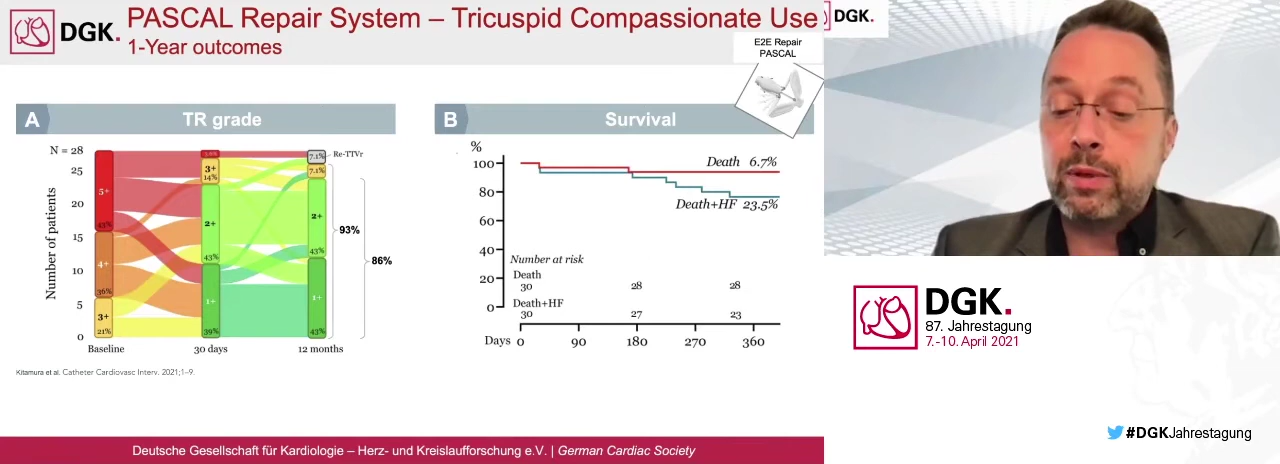 DGK.
PASCAL Repair System – Tricuspid Compassionate Use
1-Year outcomes
E2E Repair
PASCAL
A
TR grade
N = 28
25
20
15
10
5
0
Number of patients
5+
43%
4+
36%
3+
21%
3+
14%
2+
43%
1+
39%
7.1%
Re-TTVr
7.1%
2+
43%
1+
43%
93%
86%
Baseline
30 days
12 months
B
Survival
%
100
80
60
40
20
0
Death 6.7%
Death+HF 23.5%
Number at risk
Death
30 28 28
Death+HF
30 27 23
Days 0 90 180 270 360
Kitamura et al. Catheter Cardiovasc Interv. 2021;1–9.
Deutsche Gesellschaft für Kardiologie – Herz- und Kreislaufforschung e.V. | German Cardiac Society
DGK.
DGK.
87. Jahrestagung
7.-10. April 2021
#DGKJahrestagung